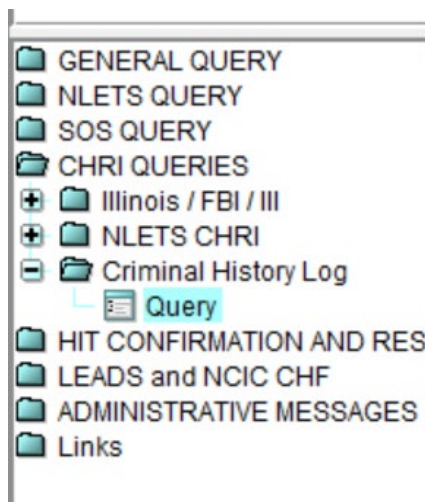 GENERAL QUERY
NLETS QUERY
SOS QUERY
CHRI QUERIES
Illinois / FBI / III
NLETS CHRI
Criminal History Log
Query
HIT CONFIRMATION AND RES
LEADS and NCIC CHF
ADMINISTRATIVE MESSAGES
Links